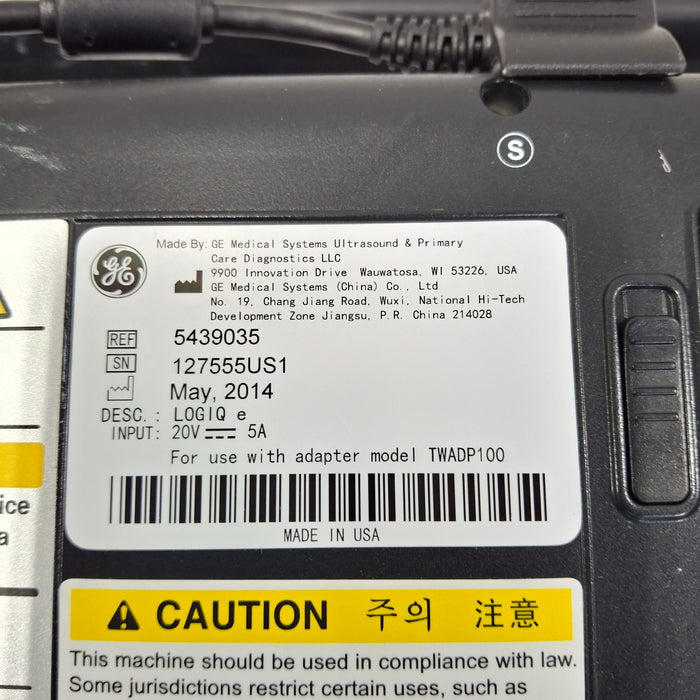 S
GE
Made By: GE Medical Systems Ultrasound & Primary
Care Diagnostics LLC
9900 Innovation Drive Wauwatosa, WI 53226, USA
GE Medical Systems (China) Co., Ltd
No. 19, Chang Jiang Road, Wuxi, National Hi-Tech
Development Zone Jiangsu, P.R. China 214028
REF 5439035
SN 127555US1
May, 2014
DESC.: LOGIQ e
INPUT: 20V 5A
For use with adapter model TWADP100
MADE IN USA
ice
a
CAUTION 주의 注意
This machine should be used in compliance with law.
Some jurisdictions restrict certain uses, such as